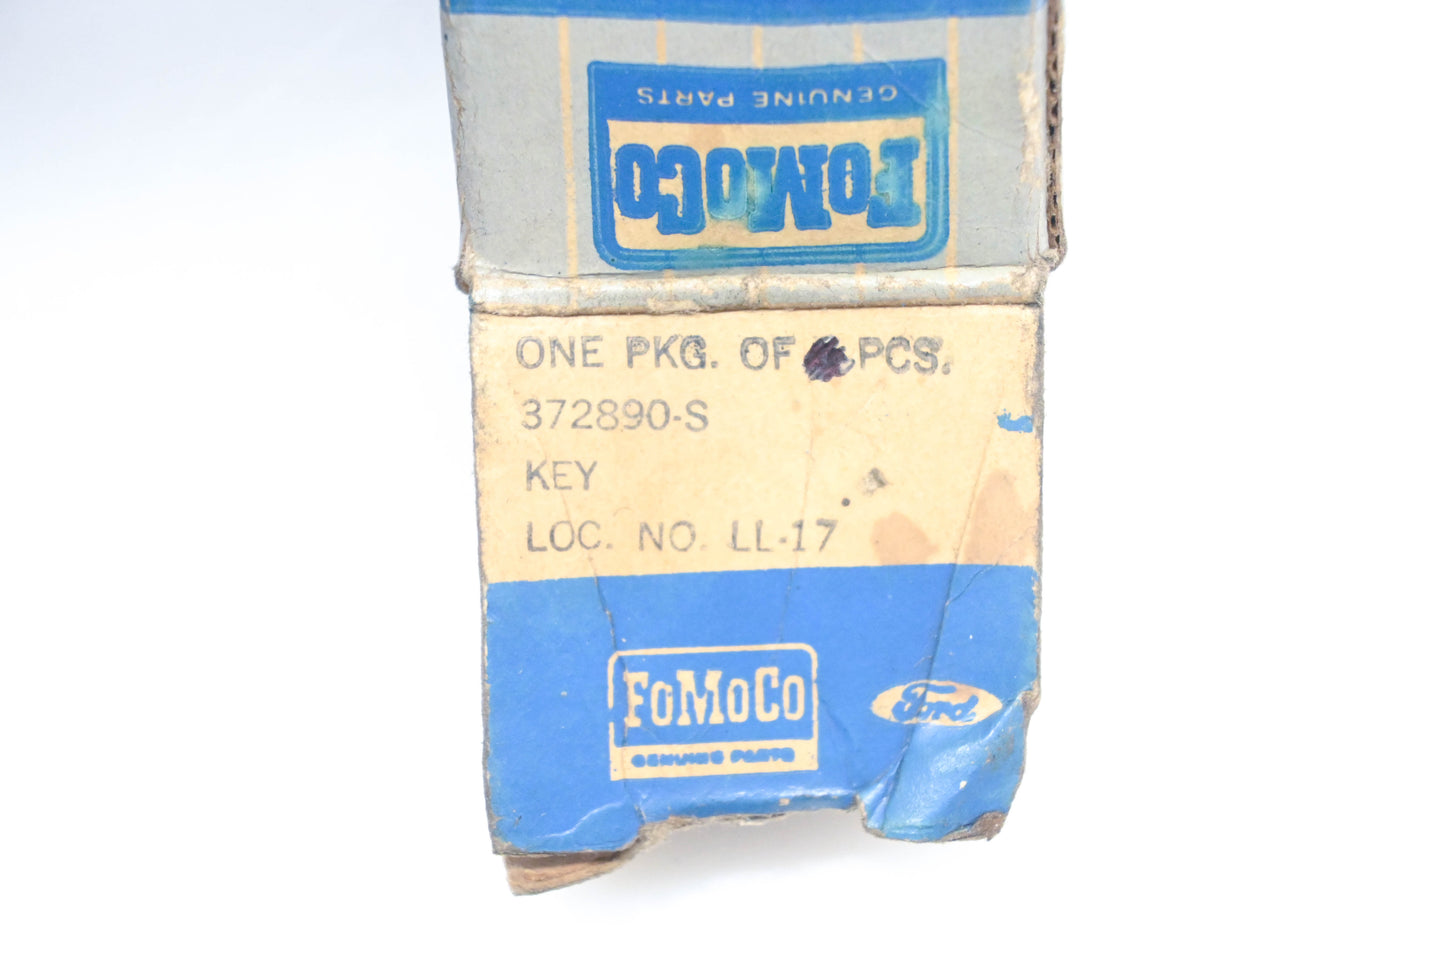 GENUINE PARTS
FoMoCo
ONE PKG. OF PCS.
372890-S
KEY
LOC. NO. LL-17
FoMoCo
Ford
GENUINE PARTS